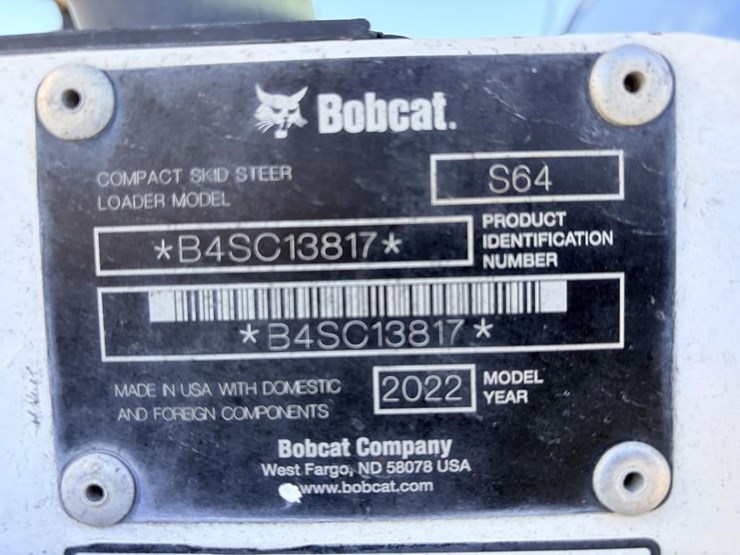 Bobcat.
COMPACT SKID STEER
LOADER MODEL
S64
*B4SC13817*
PRODUCT
IDENTIFICATION
NUMBER
*B4SC13817*
MADE IN USA WITH DOMESTIC
AND FOREIGN COMPONENTS
2022
MODEL
YEAR
Bobcat Company
West Fargo, ND 58078 USA
www.bobcat.com